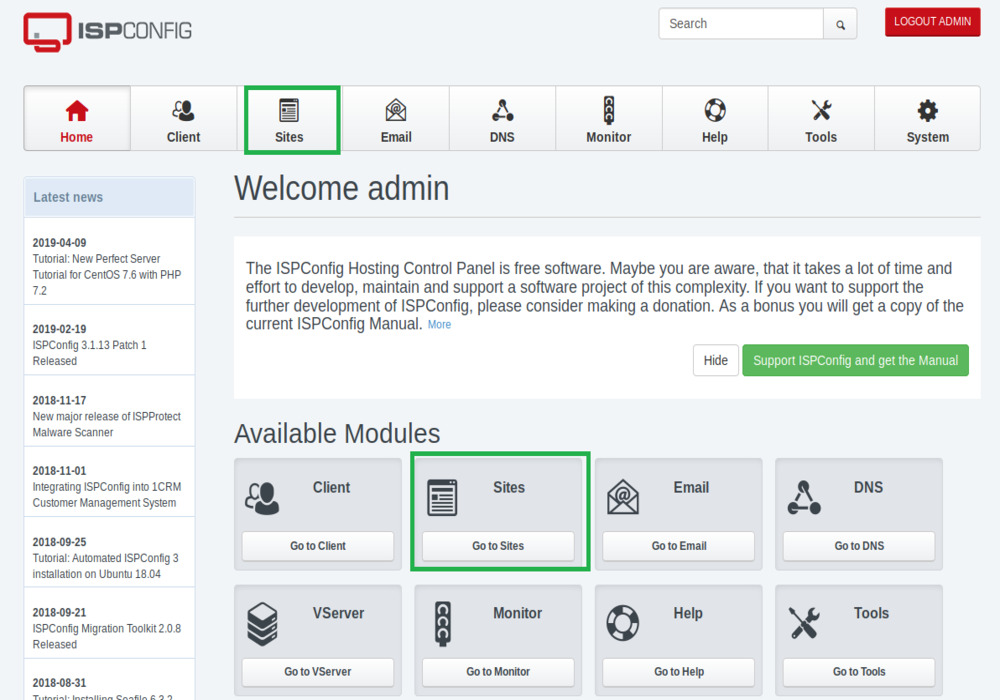 ISPCONFIG
Search
LOGOUT ADMIN
Home
Client
Sites
Email
DNS
Monitor
Help
Tools
System
Latest news
2019-04-09
Tutorial: New Perfect Server
Tutorial for CentOS 7.6 with PHP
7.2
2019-02-19
ISPConfig 3.1.13 Patch 1
Released
2018-11-17
New major release of ISPProtect
Malware Scanner
2018-11-01
Integrating ISPConfig into 1CRM
Customer Management System
2018-09-25
Tutorial: Automated ISPConfig 3
installation on Ubuntu 18.04
2018-09-21
ISPConfig Migration Toolkit 2.0.8
Released
2018-08-31
Tutorial: Installing Seafile 6.3.2
Welcome admin
The ISPConfig Hosting Control Panel is free software. Maybe you are aware, that it takes a lot of time and
effort to develop, maintain and support a software project of this complexity. If you want to support the
further development of ISPConfig, please consider making a donation. As a bonus you will get a copy of the
current ISPConfig Manual. More
Hide
Support ISPConfig and get the Manual
Available Modules
Client
Go to Client
Sites
Go to Sites
Email
Go to Email
DNS
Go to DNS
VServer
Go to VServer
Monitor
Go to Monitor
Help
Go to Help
Tools
Go to Tools